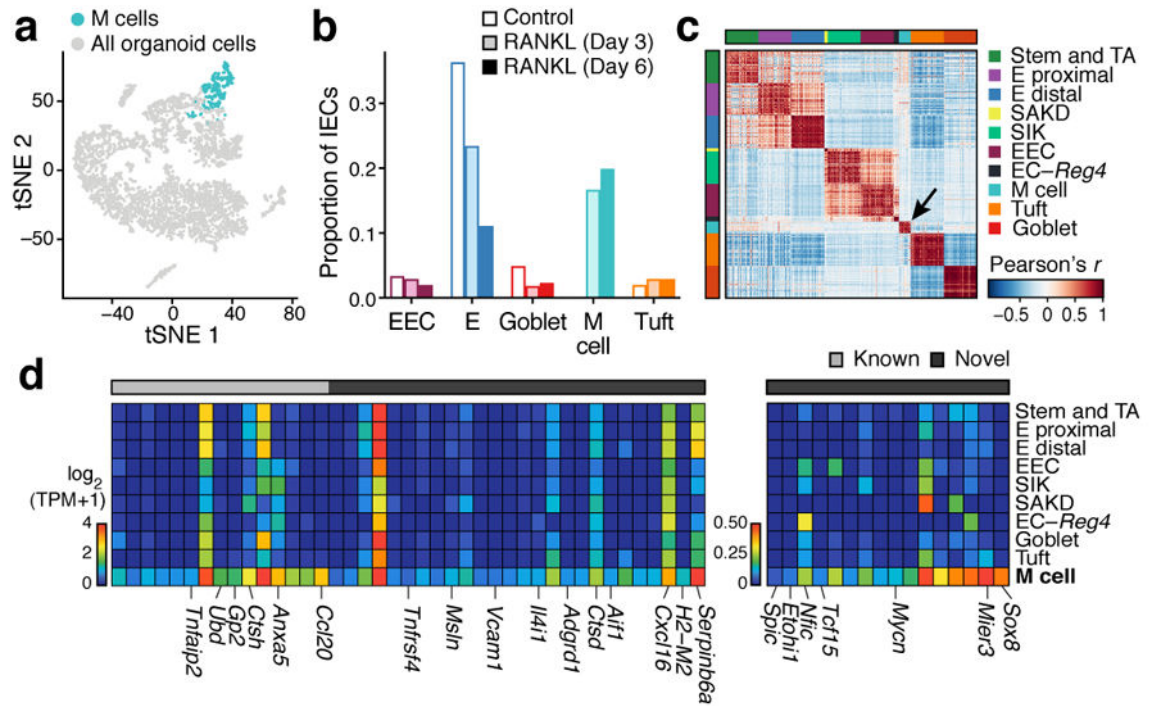 a
M cells
All organoid cells
50
0
−50
tSNE 2
−40
0
40
80
tSNE 1
b
Control
RANKL (Day 3)
RANKL (Day 6)
Proportion of IECs
0.3
0.2
0.1
0.0
EEC
E
Goblet
M
cell
Tuft
c
Stem and TA
E proximal
E distal
SAKD
SIK
EEC
EC−Reg4
M cell
Tuft
Goblet
Pearson's r
−0.5
0
0.5
1
d
Known
Novel
log2
(TPM+1)
4
2
0
0.50
0.25
0
Stem and TA
E proximal
E distal
EEC
SIK
SAKD
EC−Reg4
Goblet
Tuft
M cell
Tnfaip2
Ubd
Gp2
Ctsh
Anxa5
Ccl20
Tnfrsf4
Msln
Vcam1
Il4i1
Adgrd1
Ctsd
Aif1
Cxcl16
H2−M2
Serpinb6a
Spic
Etohi1
Nfic
Tcf15
Mycn
Mier3
Sox8